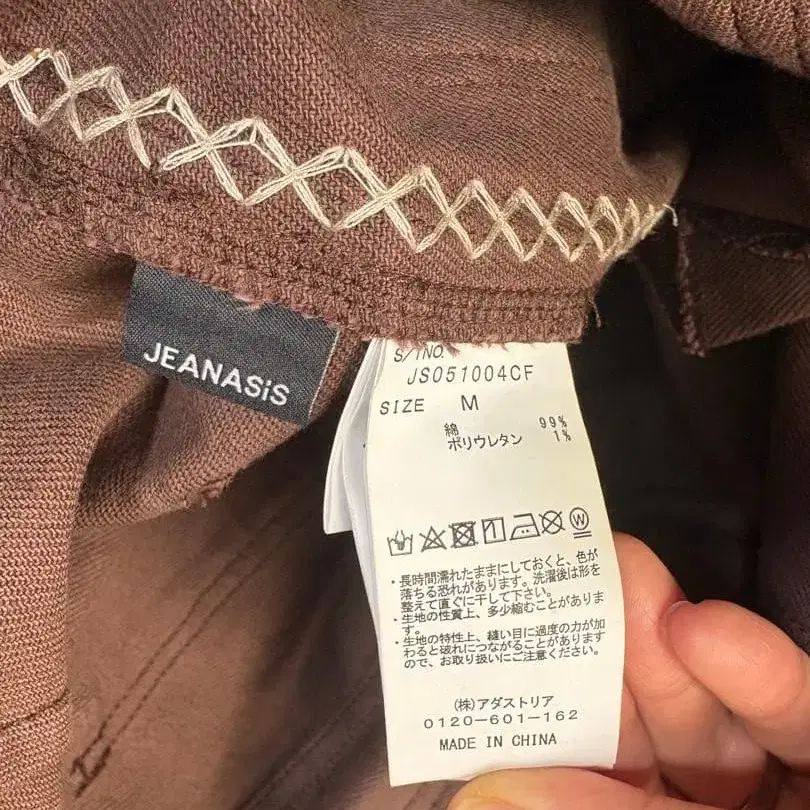 JEANASiS
S/TNO.
JS051004CF
SIZE M
綿 99%
ポリウレタン 1%
・長時間濡れたままにしておくと、色が
落ちる恐れがあります。洗濯後は形を
整えて直ぐに干して下さい。
・生地の性質上、多少縮むことがありま
す。
・生地の特性上、縫い目に過度の力が加
わると破れにつながることがあります
ので、お取り扱いにご注意ください。
(株)アダストリア
0120-601-162
MADE IN CHINA